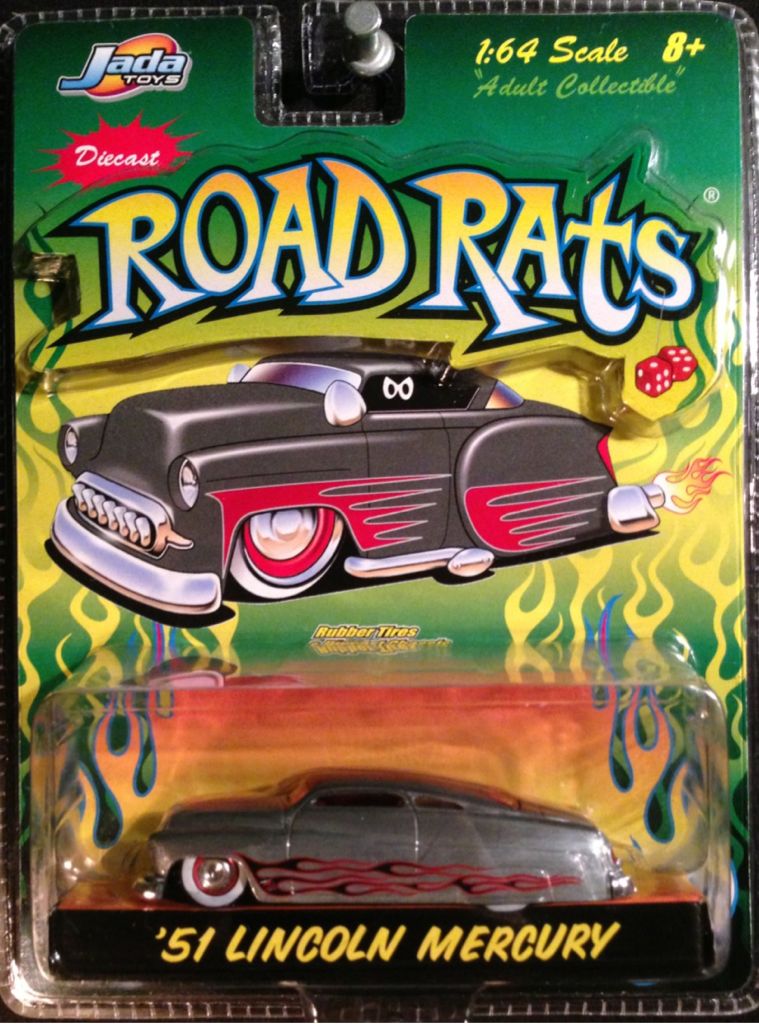 Jada
TOYS
1:64 Scale 8+
"Adult Collectible"
Diecast
ROAD RATS®
Rubber Tires
'51 LINCOLN MERCURY